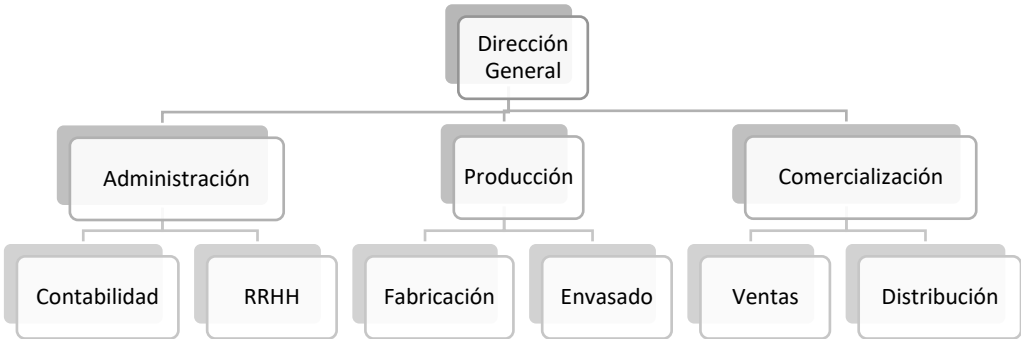 Dirección
General
Administración
Producción
Comercialización
Contabilidad
RRHH
Fabricación
Envasado
Ventas
Distribución